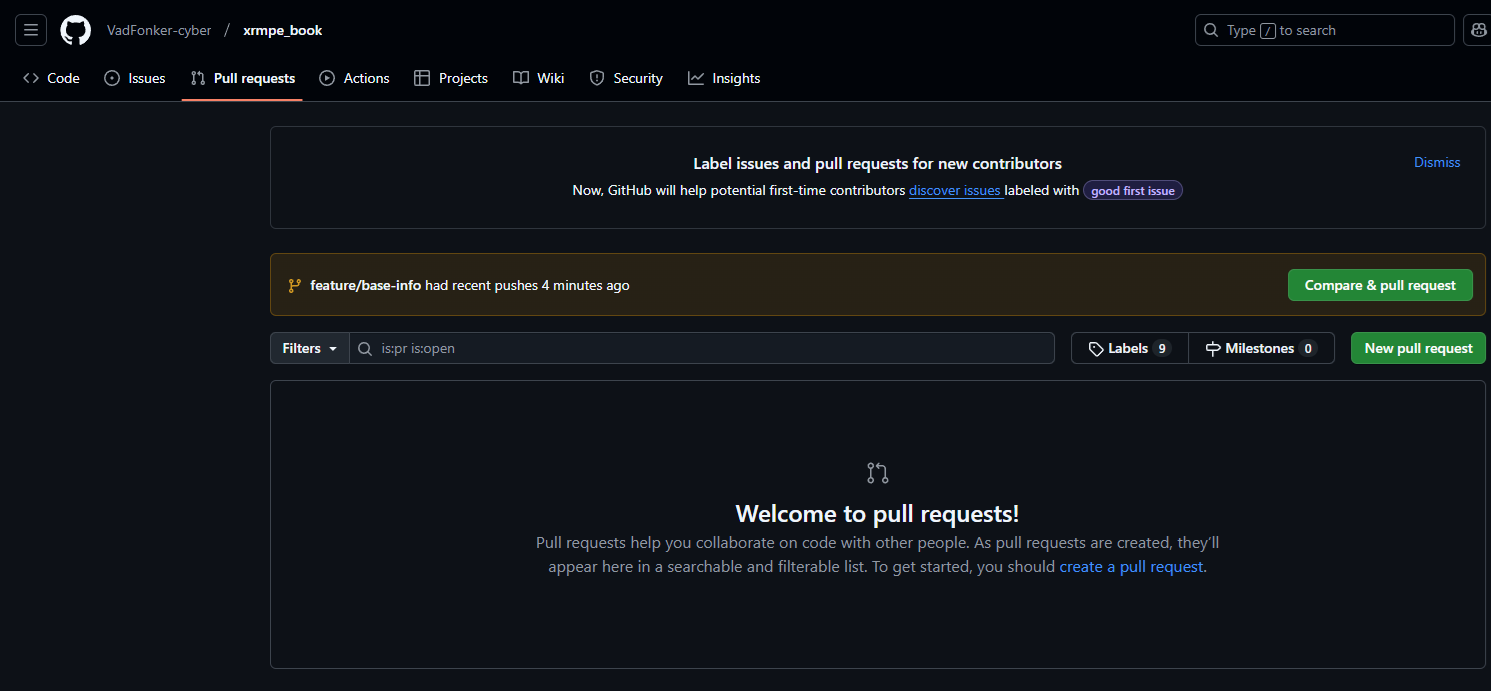 VadFonker-cyber / xrmpe_book
Type / to search
Code Issues Pull requests Actions Projects Wiki Security Insights
Label issues and pull requests for new contributors
Dismiss
Now, GitHub will help potential first-time contributors discover issues labeled with good first issue
feature/base-info had recent pushes 4 minutes ago
Compare & pull request
Filters
is:pr is:open
Labels 9
Milestones 0
New pull request
Welcome to pull requests!
Pull requests help you collaborate on code with other people. As pull requests are created, they’ll
appear here in a searchable and filterable list. To get started, you should create a pull request.